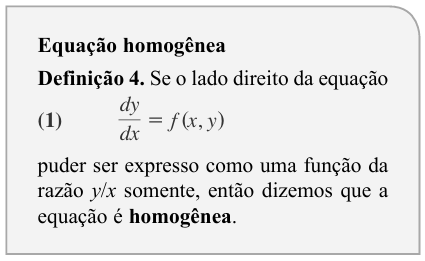 Equação homogênea
Definição 4. Se o lado direito da equação
(1) dy/dx = f(x, y)
puder ser expresso como uma função da
razão y/x somente, então dizemos que a
equação é homogênea.